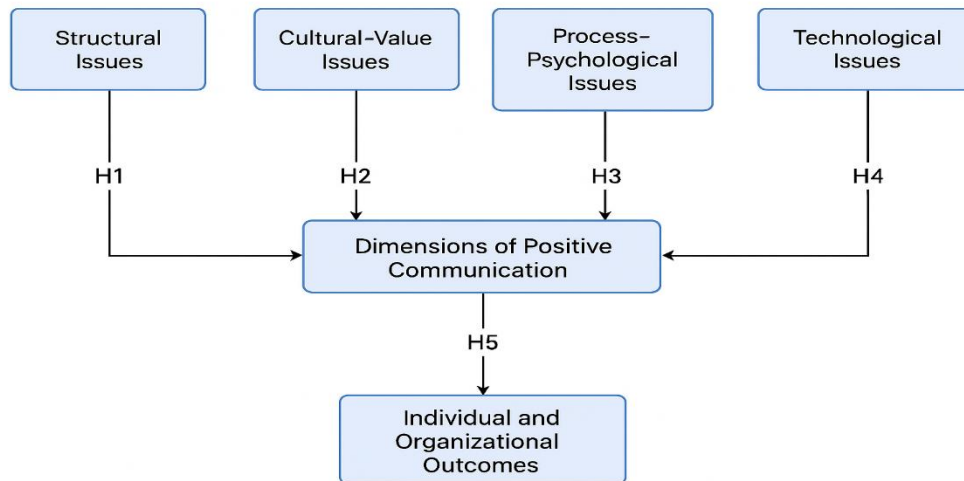 Structural
Issues
Cultural–Value
Issues
Process–
Psychological
Issues
Technological
Issues
H1
H2
H3
H4
Dimensions of Positive
Communication
H5
Individual and
Organizational
Outcomes